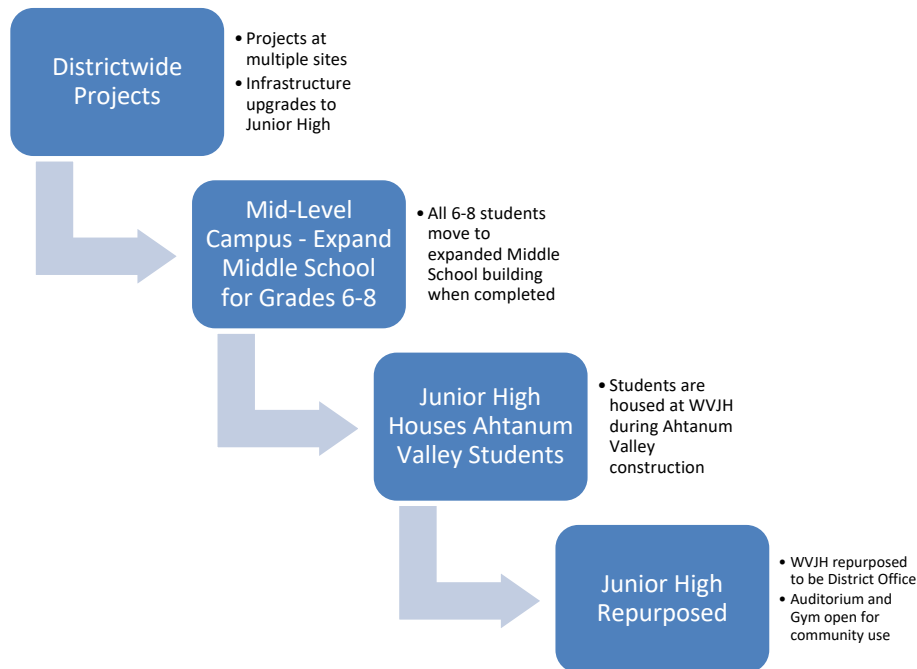 Districtwide
Projects
• Projects at
multiple sites
• Infrastructure
upgrades to
Junior High
Mid-Level
Campus - Expand
Middle School
for Grades 6-8
• All 6-8 students
move to
expanded Middle
School building
when completed
Junior High
Houses Ahtanum
Valley Students
• Students are
housed at WVJH
during Ahtanum
Valley
construction
Junior High
Repurposed
• WVJH repurposed
to be District Office
• Auditorium and
Gym open for
community use